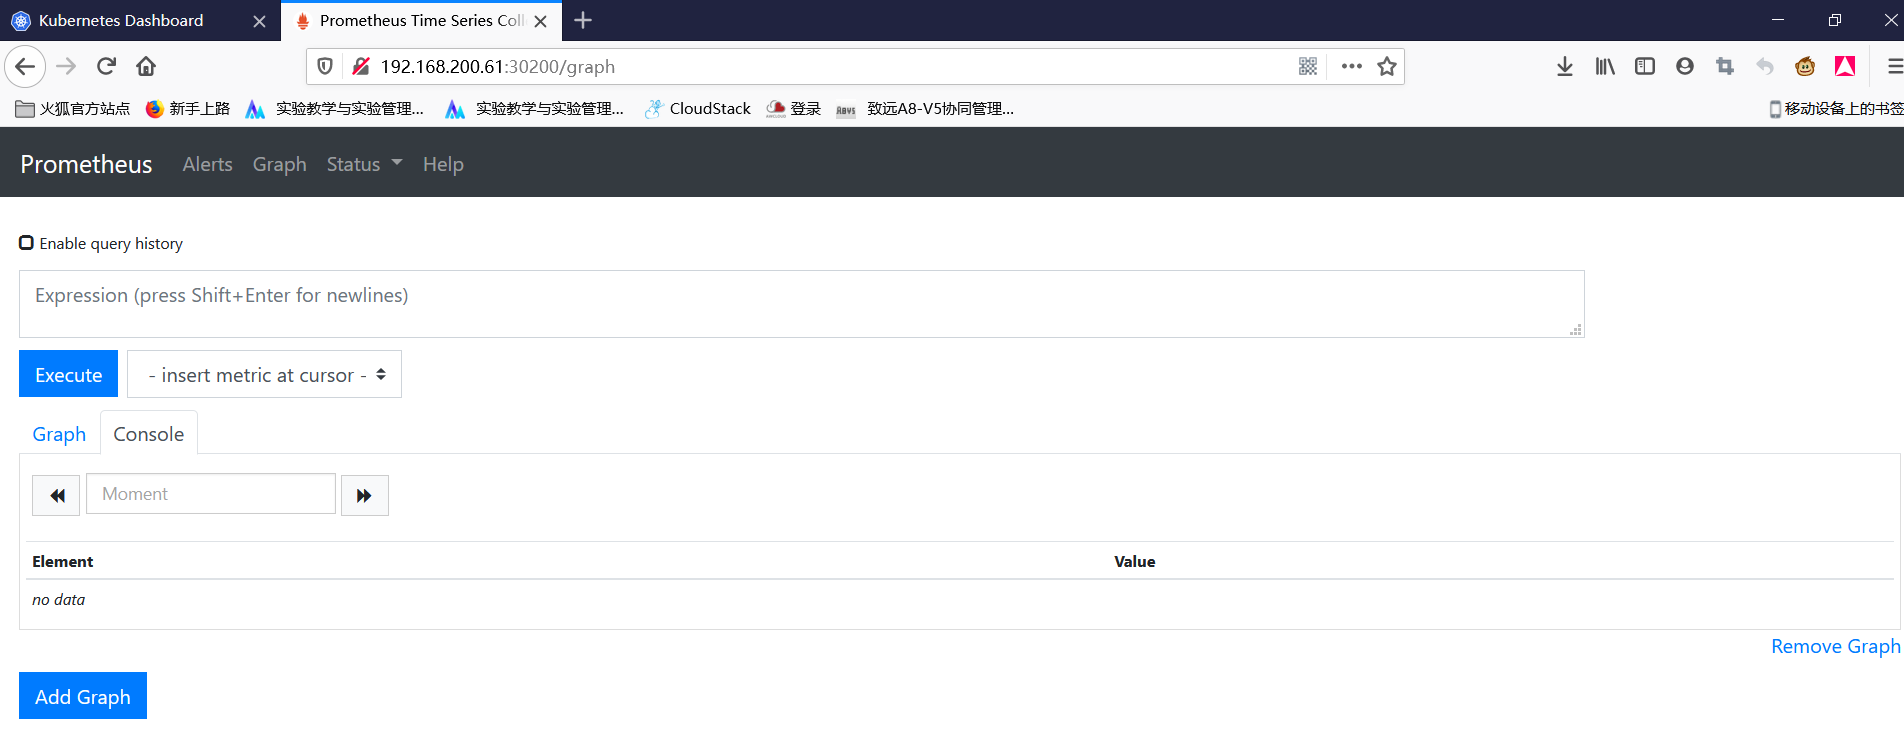 Kubernetes Dashboard
Prometheus Time Series Coll
192.168.200.61:30200/graph
火狐官方站点 新手上路 实验教学与实验管理... 实验教学与实验管理... CloudStack 登录 致远A8-V5协同管理... 移动设备上的书签
Prometheus Alerts Graph Status Help
Enable query history
Expression (press Shift+Enter for newlines)
Execute - insert metric at cursor -
Graph Console
Moment
Element Value
no data
Remove Graph
Add Graph